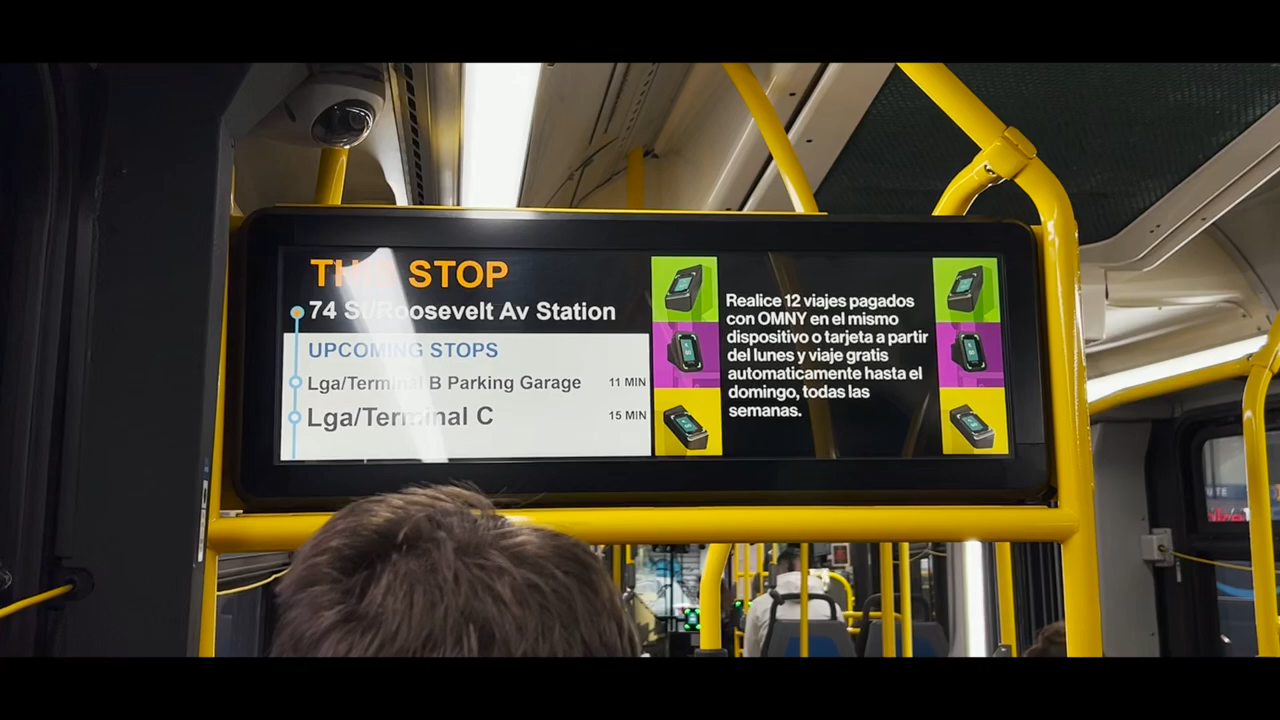 THIS STOP
74 St/Roosevelt Av Station
UPCOMING STOPS
Lga/Terminal B Parking Garage 11 MIN
Lga/Terminal C 15 MIN
Realice 12 viajes pagados
con OMNY en el mismo
dispositivo o tarjeta a partir
del lunes y viaje gratis
automaticamente hasta el
domingo, todas las
semanas.